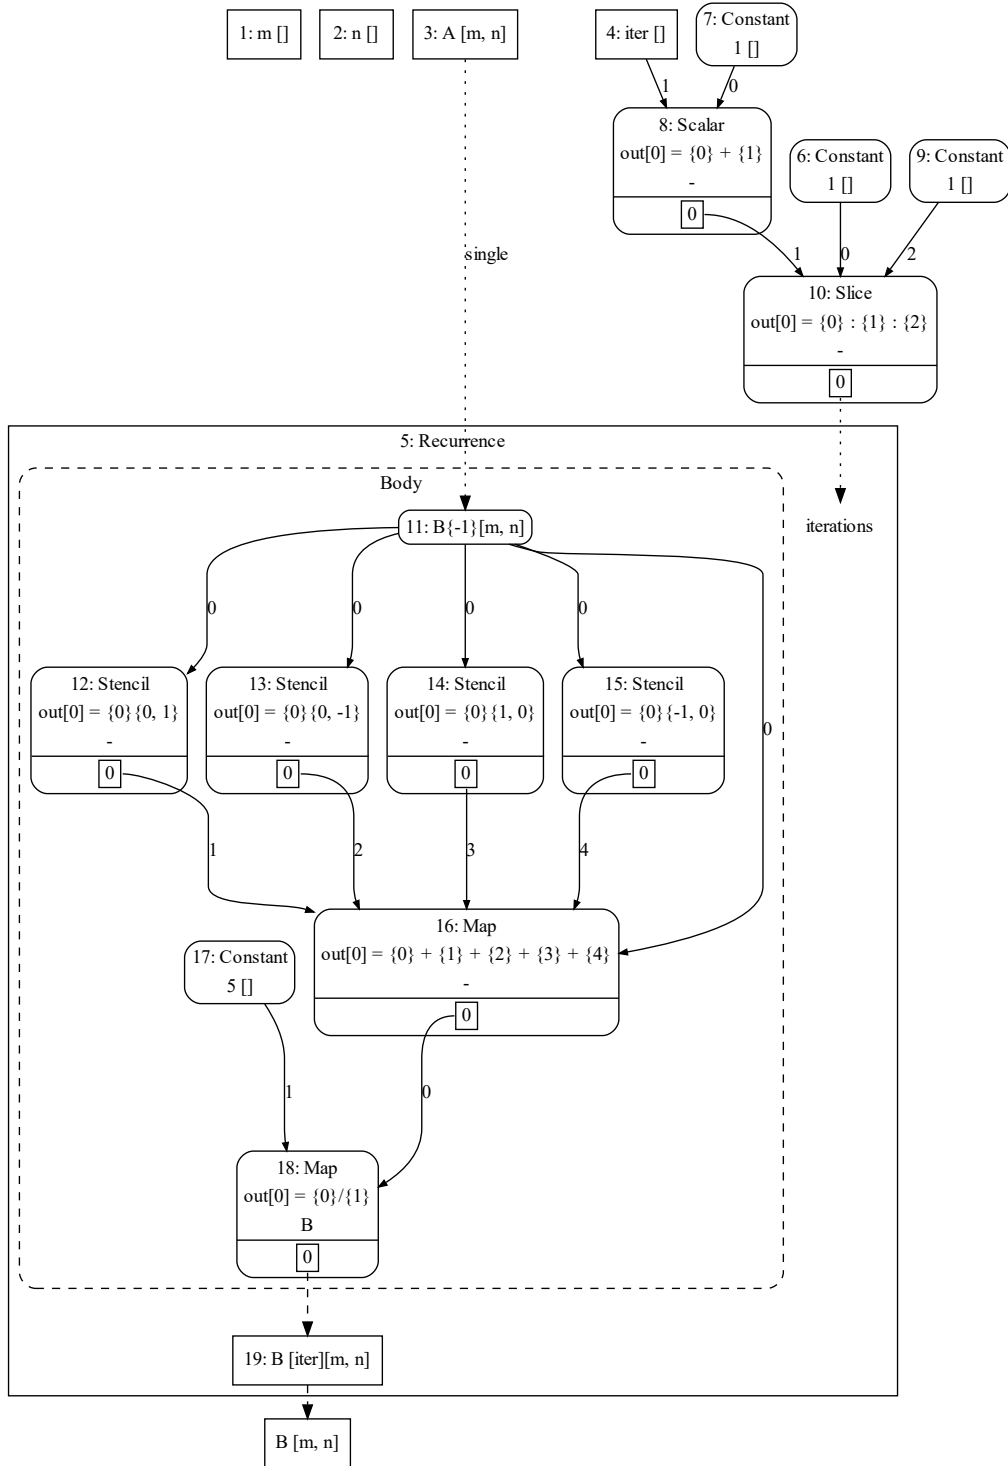 1: m []
2: n []
3: A [m, n]
4: iter []
7: Constant
1 []
1
0
8: Scalar
out[0] = {0} + {1}
-
0
6: Constant
1 []
9: Constant
1 []
single
1
0
2
10: Slice
out[0] = {0} : {1} : {2}
-
0
5: Recurrence
Body
iterations
11: B{-1}[m, n]
0
0
0
0
0
12: Stencil
out[0] = {0}{0, 1}
-
0
13: Stencil
out[0] = {0}{0, -1}
-
0
14: Stencil
out[0] = {0}{1, 0}
-
0
15: Stencil
out[0] = {0}{-1, 0}
-
0
1
2
3
4
16: Map
out[0] = {0} + {1} + {2} + {3} + {4}
-
0
17: Constant
5 []
1
0
18: Map
out[0] = {0}/{1}
B
0
19: B [iter][m, n]
B [m, n]